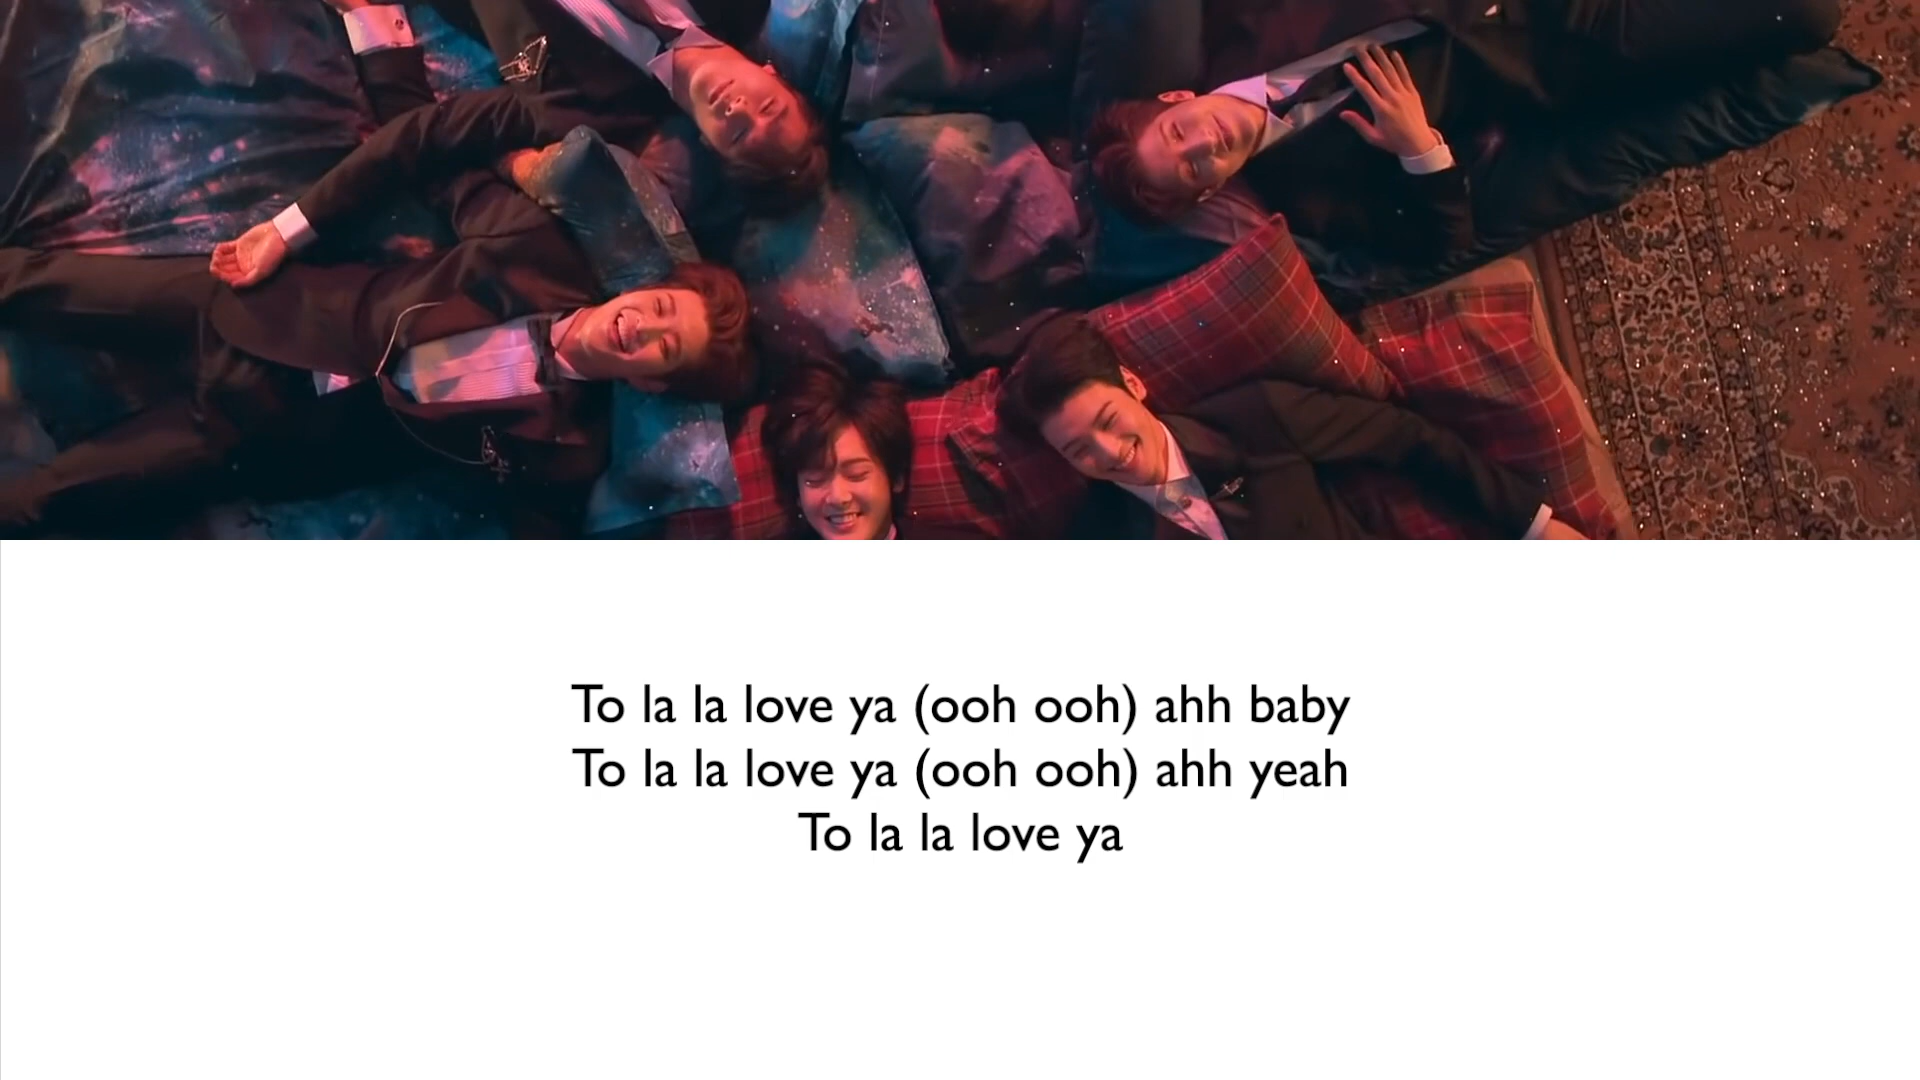 To la la love ya (ooh ooh) ahh baby
To la la love ya (ooh ooh) ahh yeah
To la la love ya